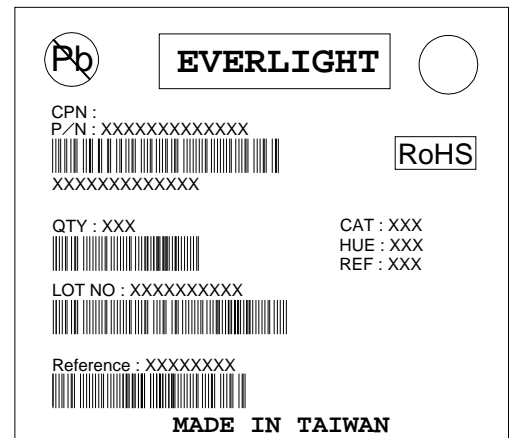 Pb
EVERLIGHT
CPN :
P/N : XXXXXXXXXXXXX
RoHS
XXXXXXXXXXXXX
QTY : XXX
CAT : XXX
HUE : XXX
REF : XXX
LOT NO : XXXXXXXXXX
Reference : XXXXXXXX
MADE IN TAIWAN